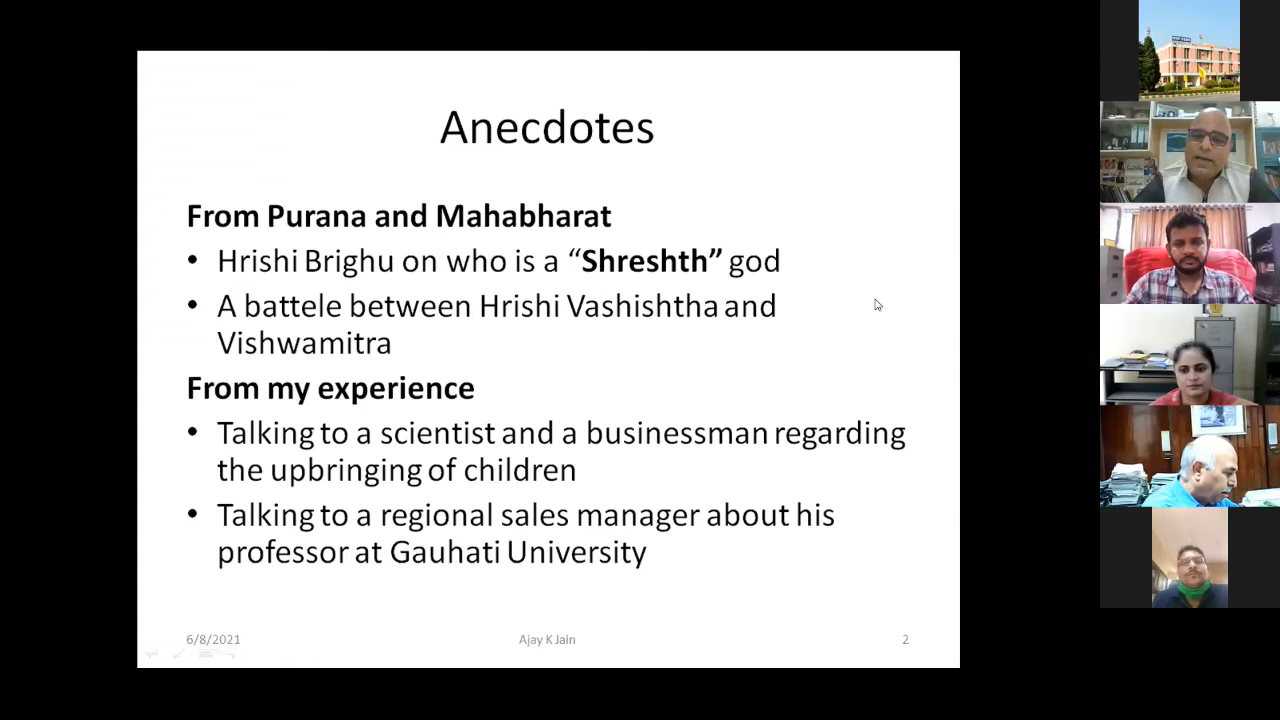 Anecdotes
From Purana and Mahabharat
• Hrishi Brighu on who is a “Shreshth” god
• A battele between Hrishi Vashishtha and
Vishwamitra
From my experience
• Talking to a scientist and a businessman regarding
the upbringing of children
• Talking to a regional sales manager about his
professor at Gauhati University
6/8/2021
Ajay K Jain
2